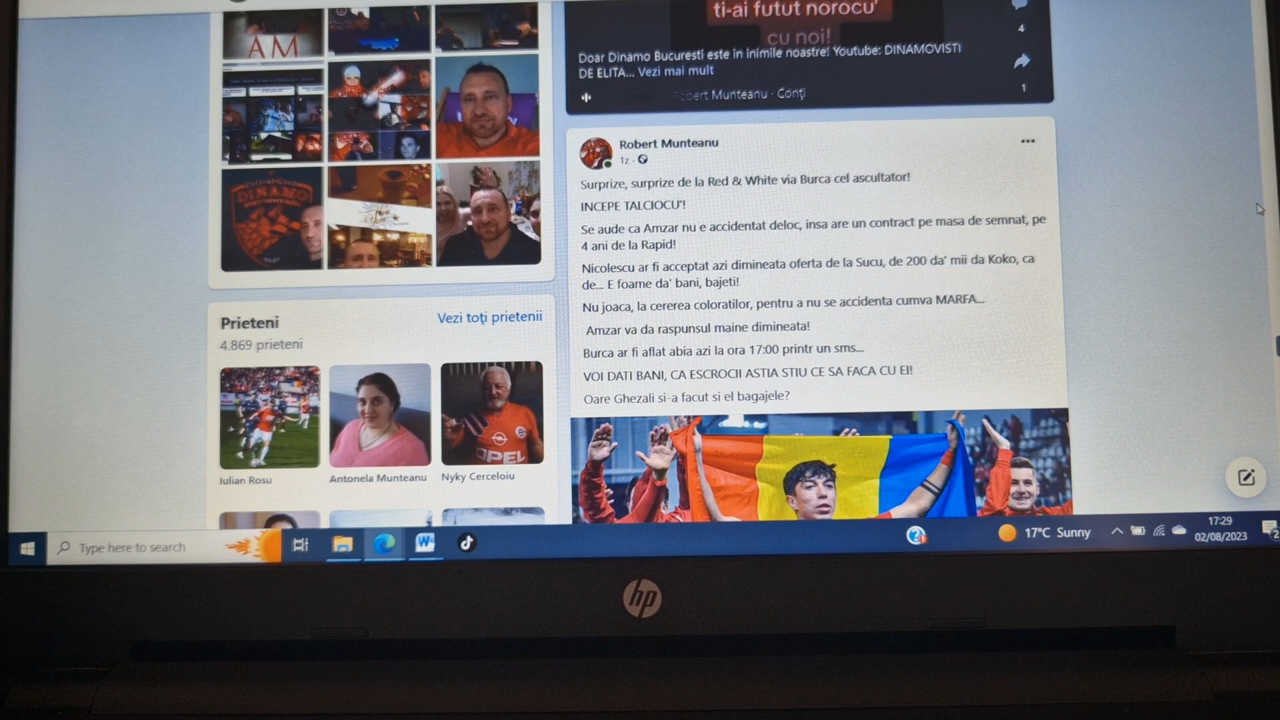 AM
DINAMO
Prieteni
Vezi toți prietenii
4.869 prieteni
Iulian Rosu
Antonela Munteanu
Nyky Cerceloiu
OPEL
ti-ai futut norocu'
cu noi!
4
Doar Dinamo Bucuresti este in inimile noastre! Youtube: DINAMOVISTI
DE ELITA... Vezi mai mult
1
Robert Munteanu · Conți
Robert Munteanu
1z ·
Surprize, surprize de la Red & White via Burca cel ascultator!
INCEPE TALCIOCU'!
Se aude ca Amzar nu e accidentat deloc, insa are un contract pe masa de semnat, pe
4 ani de la Rapid!
Nicolescu ar fi acceptat azi dimineata oferta de la Sucu, de 200 da' mii da Koko, ca
de... E foame da' bani, bajeti!
Nu joaca, la cererea coloratilor, pentru a nu se accidenta cumva MARFA...
Amzar va da raspunsul maine dimineata!
Burca ar fi aflat abia azi la ora 17:00 printr un sms...
VOI DATI BANI, CA ESCROCII ASTIA STIU CE SA FACA CU EI!
Oare Ghezali si-a facut si el bagajele?
Type here to search
17°C Sunny
17:29
02/08/2023
2
hp